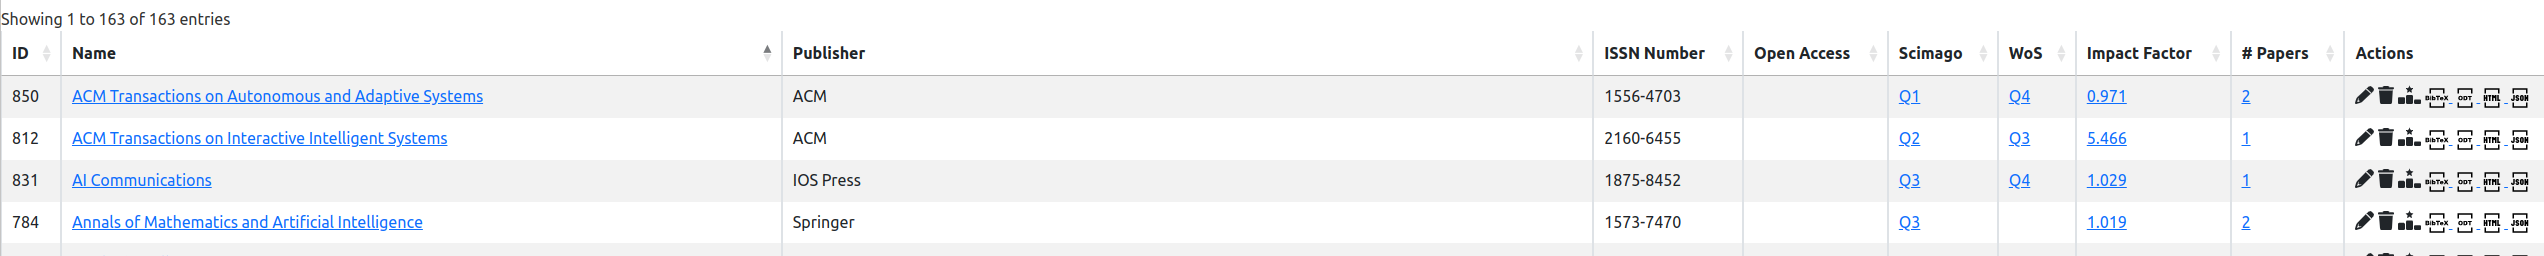 Showing 1 to 163 of 163 entries
ID Name Publisher ISSN Number Open Access Scimago WoS Impact Factor # Papers Actions
850 ACM Transactions on Autonomous and Adaptive Systems ACM 1556-4703 Q1 Q4 0.971 2 BibTeX ODT HTML JSON
812 ACM Transactions on Interactive Intelligent Systems ACM 2160-6455 Q2 Q3 5.466 1 BibTeX ODT HTML JSON
831 AI Communications IOS Press 1875-8452 Q3 Q4 1.029 1 BibTeX ODT HTML JSON
784 Annals of Mathematics and Artificial Intelligence Springer 1573-7470 Q3 1.019 2 BibTeX ODT HTML JSON